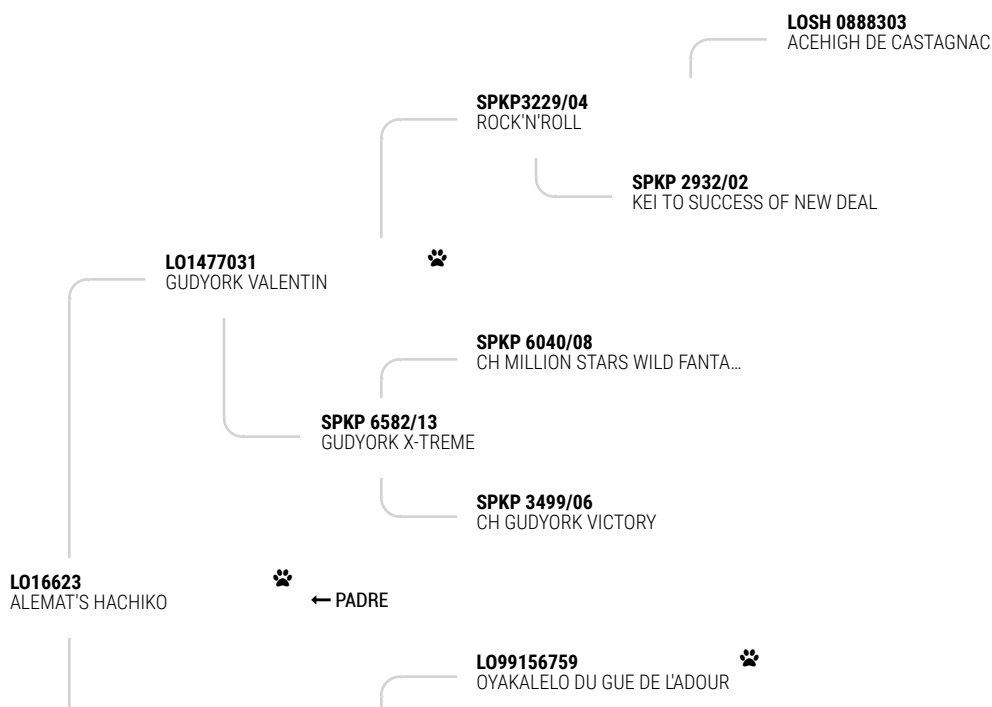 LOSH 0888303
ACEHIGH DE CASTAGNAC
SPKP3229/04
ROCK'N'ROLL
SPKP 2932/02
KEI TO SUCCESS OF NEW DEAL
LO1477031
GUDYORK VALENTIN
SPKP 6040/08
CH MILLION STARS WILD FANTA...
SPKP 6582/13
GUDYORK X-TREME
SPKP 3499/06
CH GUDYORK VICTORY
LO16623
ALEMAT'S HACHIKO
← PADRE
LO99156759
OYAKALELO DU GUE DE L'ADOUR